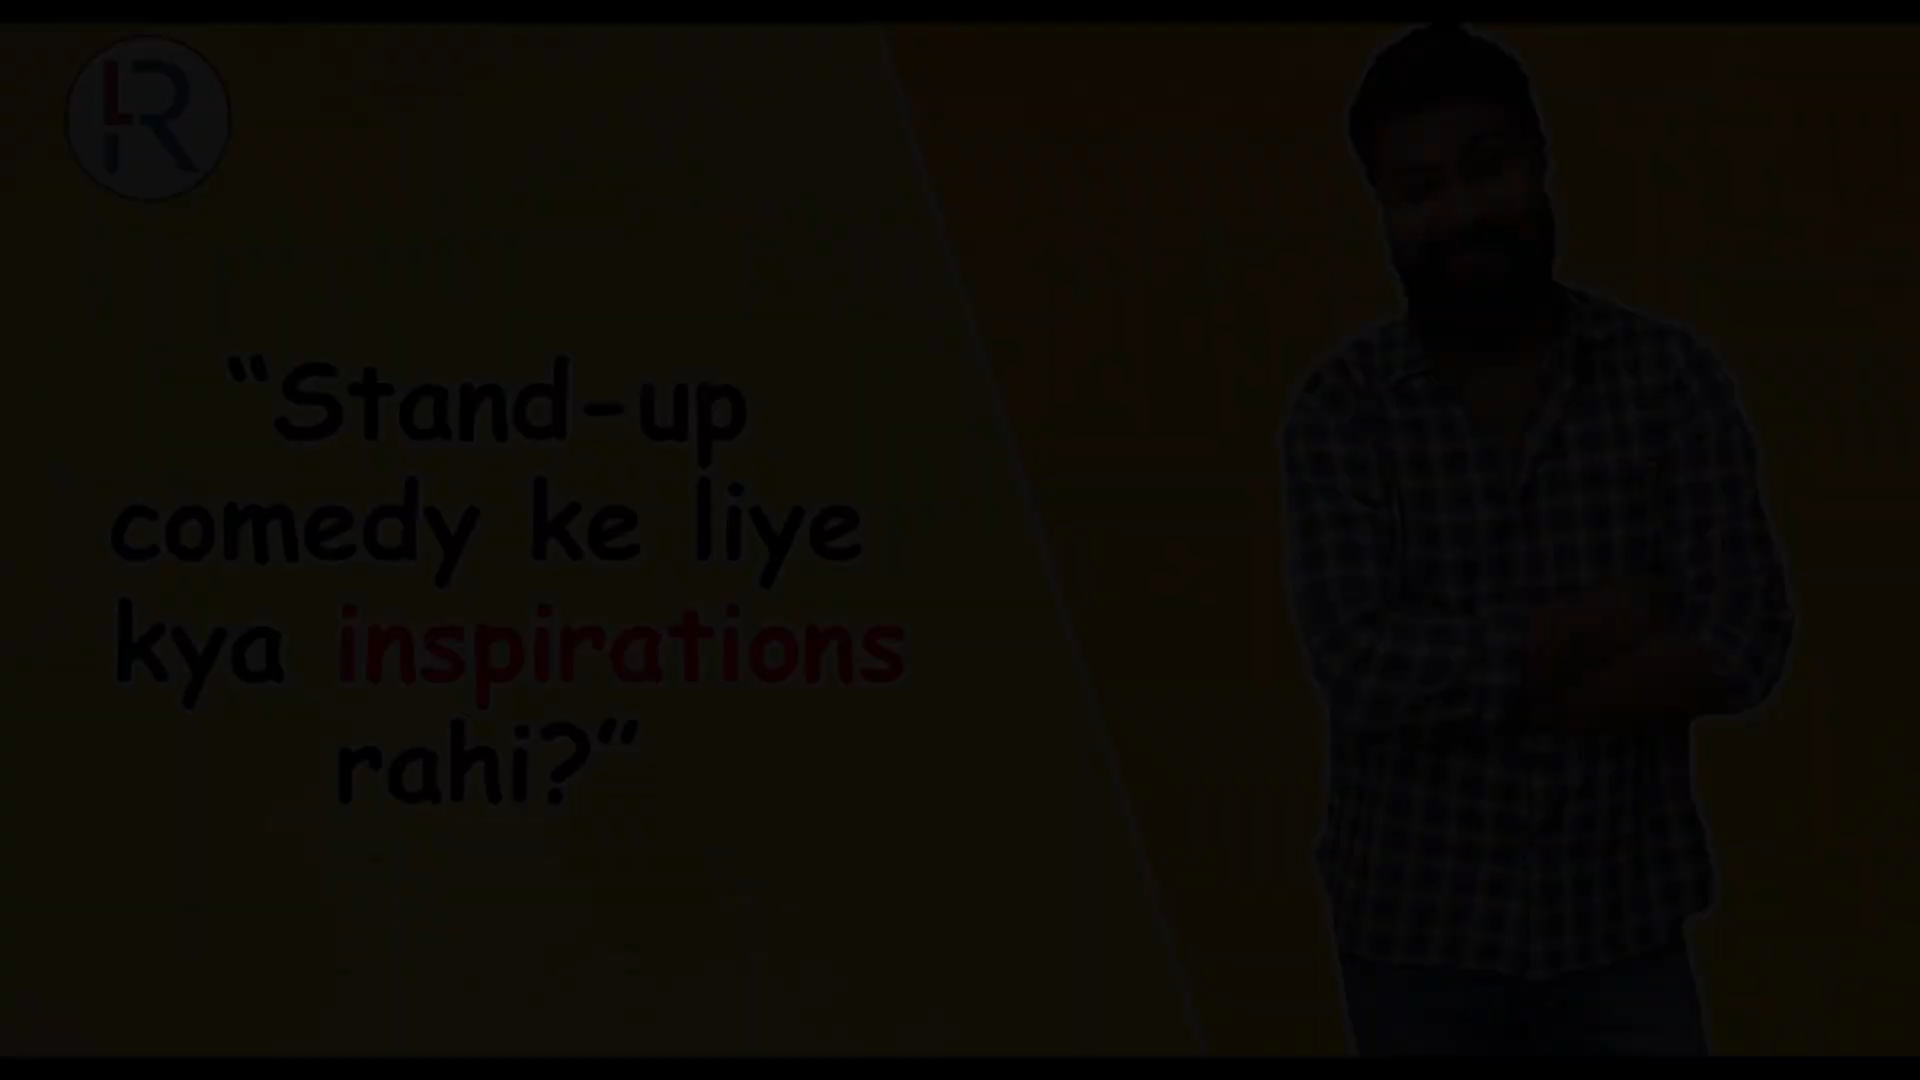 R
“Stand-up
comedy ke liye
kya inspirations
rahi?”